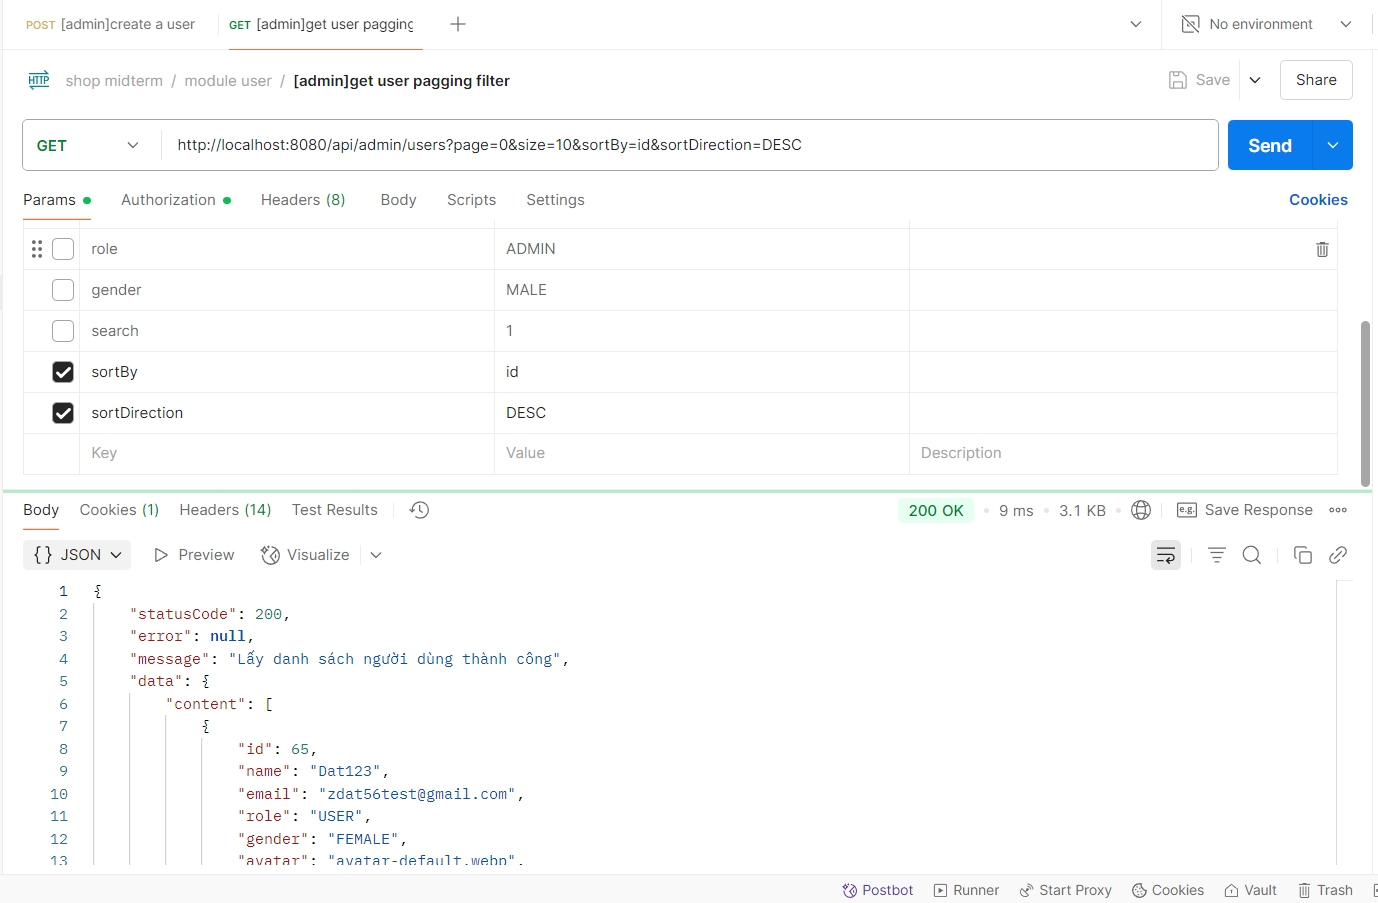 POST [admin]create a user GET [admin]get user pagging No environment
HTTP shop midterm / module user / [admin]get user pagging filter Save Share
GET http://localhost:8080/api/admin/users?page=0&size=10&sortBy=id&sortDirection=DESC Send
Params Authorization Headers (8) Body Scripts Settings Cookies
role ADMIN
gender MALE
search 1
sortBy id
sortDirection DESC
Key Value Description
Body Cookies (1) Headers (14) Test Results 200 OK • 9 ms • 3.1 KB • e.g. Save Response
{} JSON Preview Visualize
1 {
2 "statusCode": 200,
3 "error": null,
4 "message": "Lấy danh sách người dùng thành công",
5 "data": {
6 "content": [
7 {
8 "id": 65,
9 "name": "Dat123",
10 "email": "zdat56test@gmail.com",
11 "role": "USER",
12 "gender": "FEMALE",
13 "avatar": "avatar-default.webp",
Postbot Runner Start Proxy Cookies Vault Trash